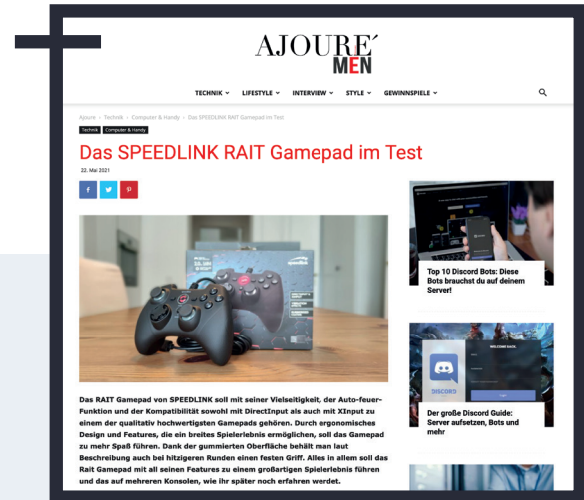 AJOURE´
MEN
TECHNIK
LIFESTYLE
INTERVIEW
STYLE
GEWINNSPIELE
Ajoure › Technik › Computer & Handy › Das SPEEDLINK RAIT Gamepad im Test
Technik
Computer & Handy
Das SPEEDLINK RAIT Gamepad im Test
22. Mai 2021
speedlink
Das RAIT Gamepad von SPEEDLINK soll mit seiner Vielseitigkeit, der Auto-feuer-
Funktion und der Kompatibilität sowohl mit DirectInput als auch mit XInput zu
einem der qualitativ hochwertigsten Gamepads gehören. Durch ergonomisches
Design und Features, die ein breites Spielerlebnis ermöglichen, soll das Gamepad
zu mehr Spaß führen. Dank der gummierten Oberfläche behält man laut
Beschreibung auch bei hitzigeren Runden einen festen Griff. Alles in allem soll das
Rait Gamepad mit all seinen Features zu einem großartigen Spielerlebnis führen
und das auf mehreren Konsolen, wie ihr später noch erfahren werdet.
Top 10 Discord Bots: Diese
Bots brauchst du auf deinem
Server!
WELCOME BACK.
DISCORD
Login
Der große Discord Guide:
Server aufsetzen, Bots und
mehr